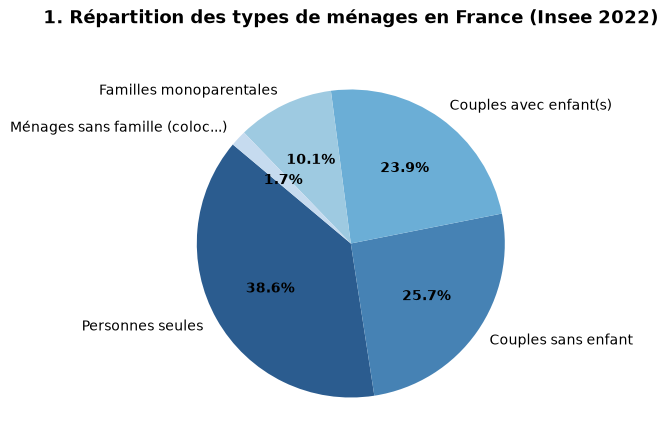 1. Répartition des types de ménages en France (Insee 2022)
Familles monoparentales
Couples avec enfant(s)
Ménages sans famille (coloc...)
10.1%
23.9%
1.7%
38.6%
25.7%
Personnes seules
Couples sans enfant